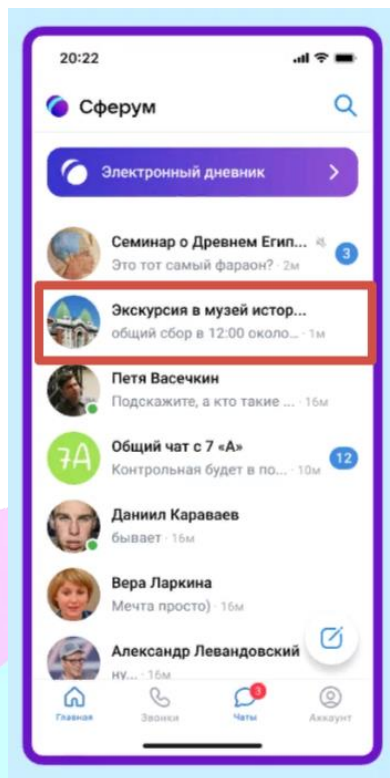 20:22
Сферум
Электронный дневник
Семинар о Древнем Егип...
Это тот самый фараон? · 2м
3
Экскурсия в музей истор...
общий сбор в 12:00 около... · 1м
Петя Васечкин
Подскажите, а кто такие ... · 16м
7А
Общий чат с 7 «А»
Контрольная будет в по... · 10м
12
Даниил Караваев
бывает · 16м
Вера Ларкина
Мечта просто) · 16м
Александр Левандовский
ну... · 16м
3
Главная Звонки Чаты Аккаунт